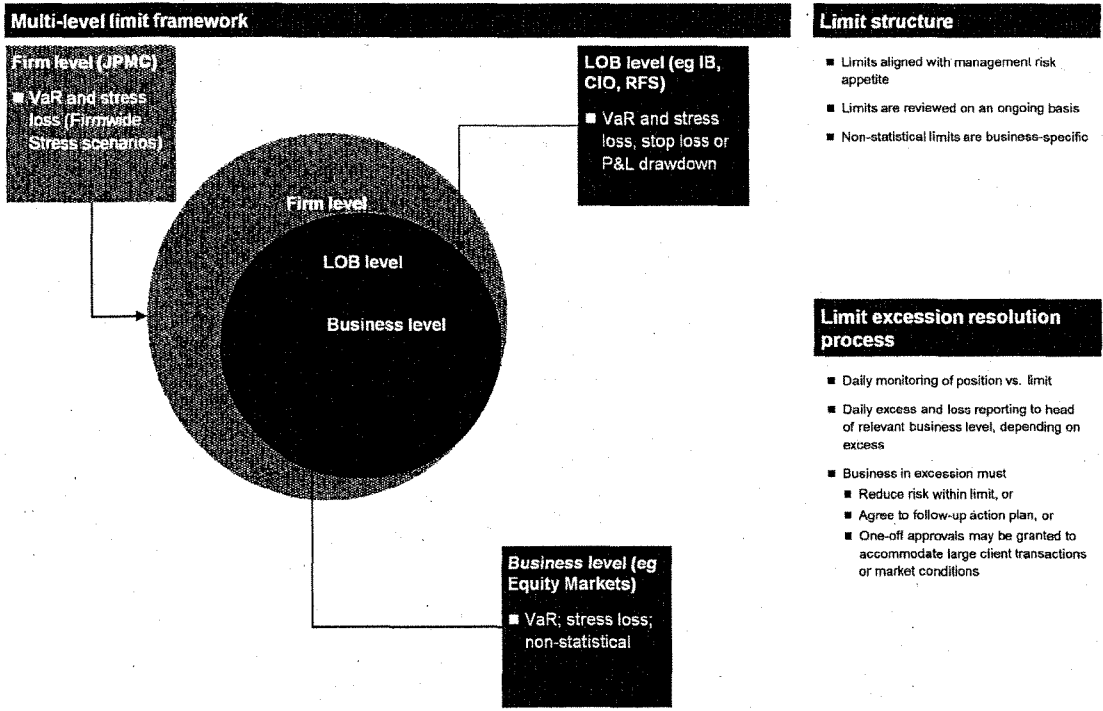 Multi-level limit framework
Firm level (JPMC)
■ VaR and stress
loss (Firmwide
Stress scenarios)
LOB level (eg IB,
CIO, RFS)
■ VaR and stress
loss, stop loss or
P&L drawdown
Firm level
LOB level
Business level
Business level (eg
Equity Markets)
■ VaR; stress loss;
non-statistical
Limit structure
■ Limits aligned with management risk
appetite
■ Limits are reviewed on an ongoing basis
■ Non-statistical limits are business-specific
Limit excession resolution
process
■ Daily monitoring of position vs. limit
■ Daily excess and loss reporting to head
of relevant business level, depending on
excess
■ Business in excession must
■ Reduce risk within limit, or
■ Agree to follow-up action plan, or
■ One-off approvals may be granted to
accommodate large client transactions
or market conditions